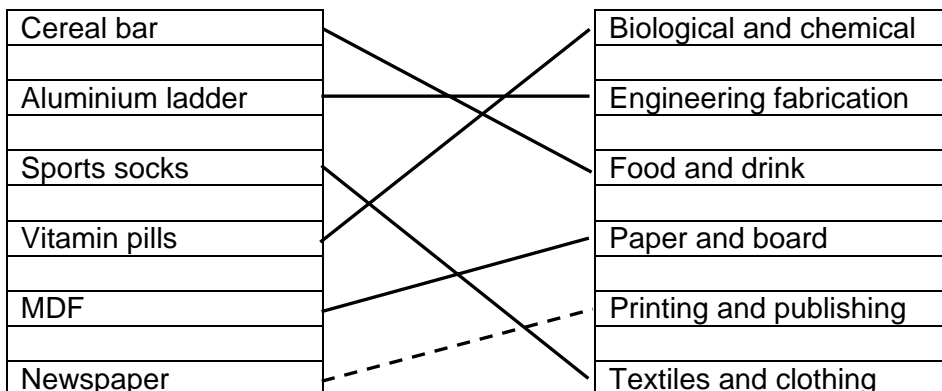 Cereal bar
Aluminium ladder
Sports socks
Vitamin pills
MDF
Newspaper
Biological and chemical
Engineering fabrication
Food and drink
Paper and board
Printing and publishing
Textiles and clothing